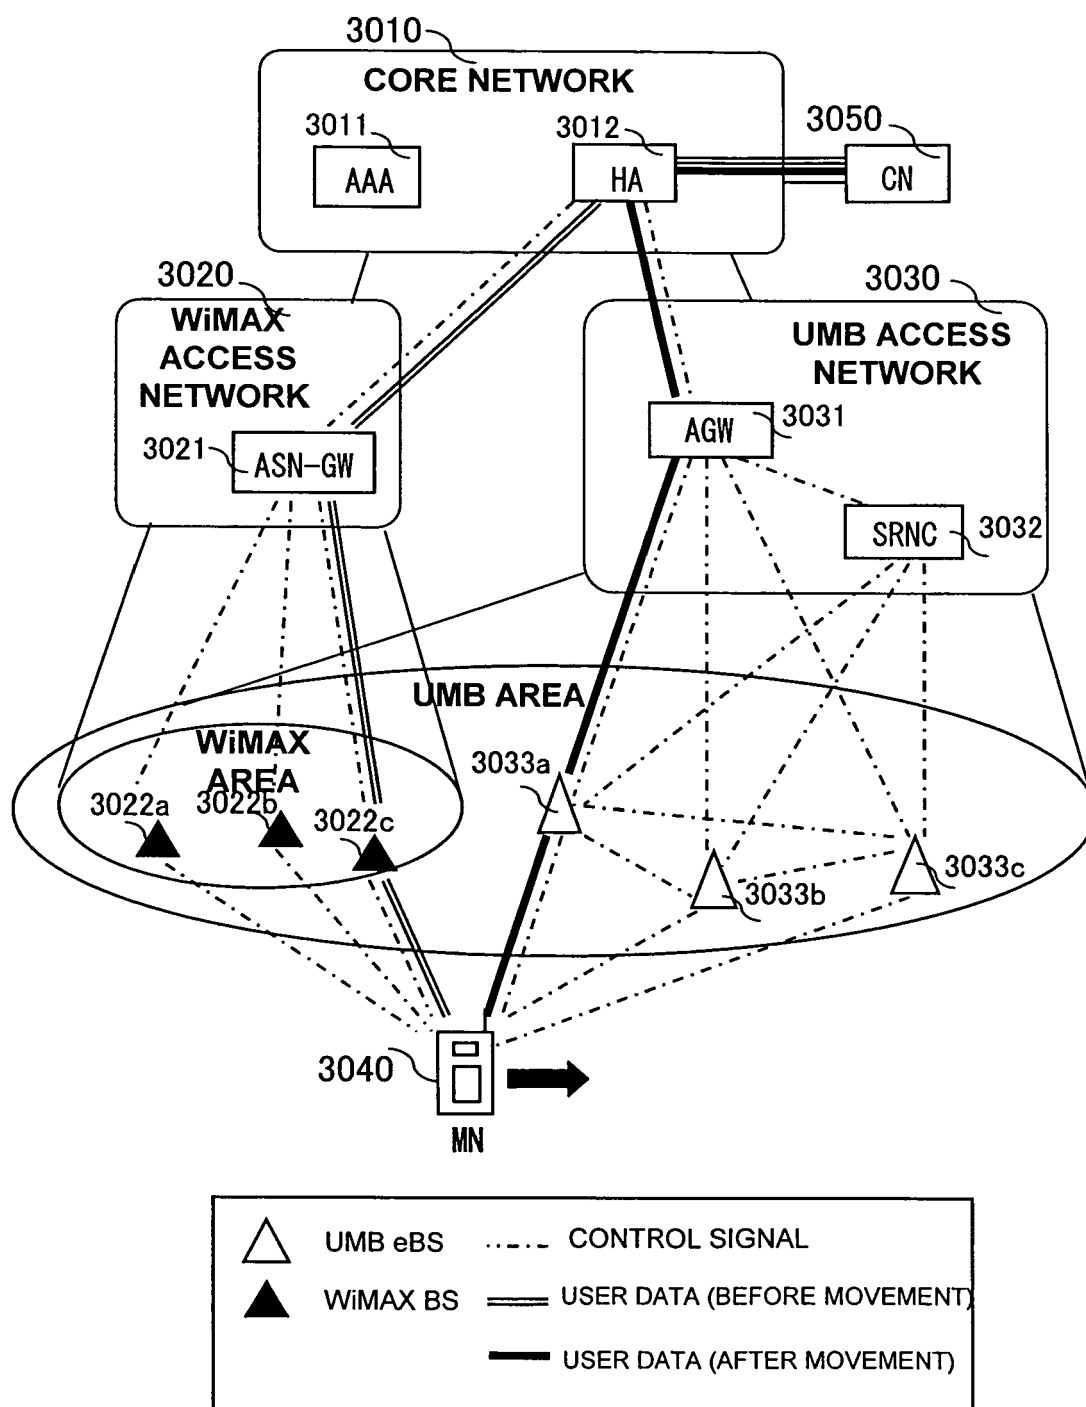 3010
CORE NETWORK
3011
AAA
3012
HA
3050
CN
3020
WiMAX
ACCESS
NETWORK
3021
ASN-GW
3030
UMB ACCESS
NETWORK
AGW
3031
SRNC
3032
UMB AREA
WiMAX
AREA
3022a
3022b
3022c
3033a
3033b
3033c
3040
MN
UMB eBS
CONTROL SIGNAL
WiMAX BS
USER DATA (BEFORE MOVEMENT)
USER DATA (AFTER MOVEMENT)